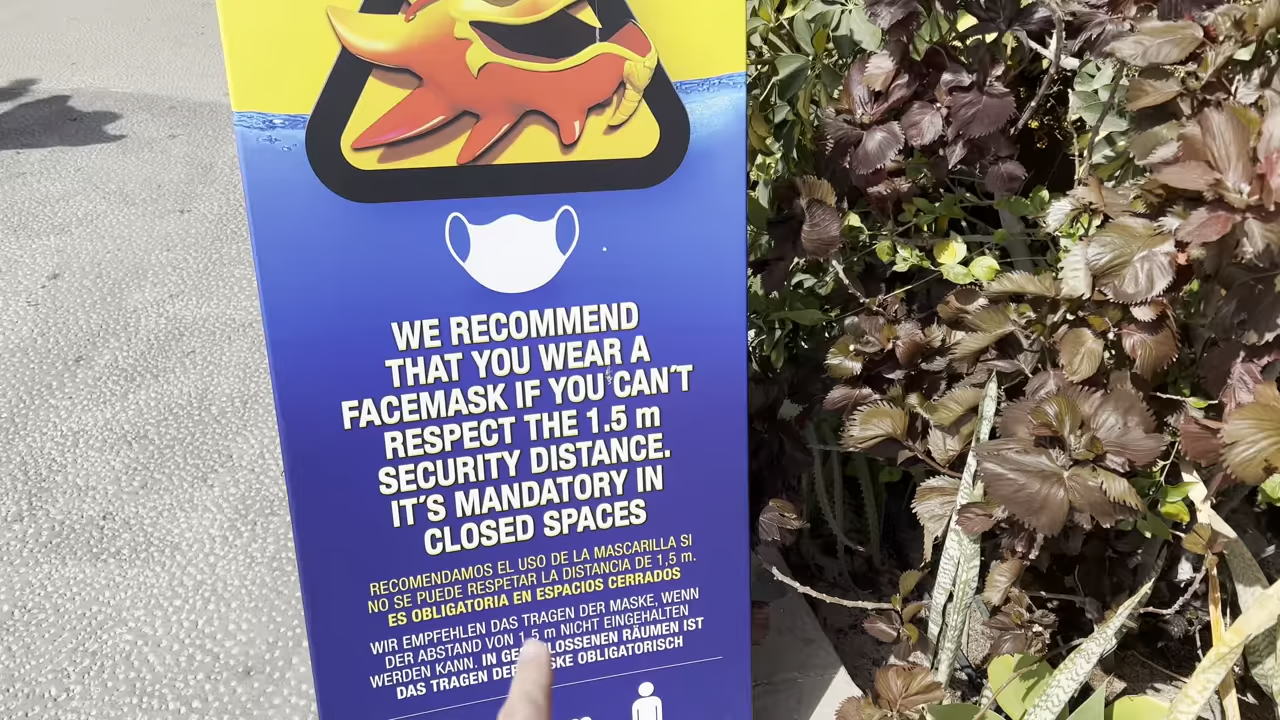 WE RECOMMEND
THAT YOU WEAR A
FACEMASK IF YOU CAN´T
RESPECT THE 1.5 m
SECURITY DISTANCE.
IT´S MANDATORY IN
CLOSED SPACES
RECOMENDAMOS EL USO DE LA MASCARILLA SI
NO SE PUEDE RESPETAR LA DISTANCIA DE 1,5 m.
ES OBLIGATORIA EN ESPACIOS CERRADOS
WIR EMPFEHLEN DAS TRAGEN DER MASKE, WENN
DER ABSTAND VON 1,5 m NICHT EINGEHALTEN
WERDEN KANN. IN RÄUMEN IST
DAS TRAGEN OBLIGATORISCH